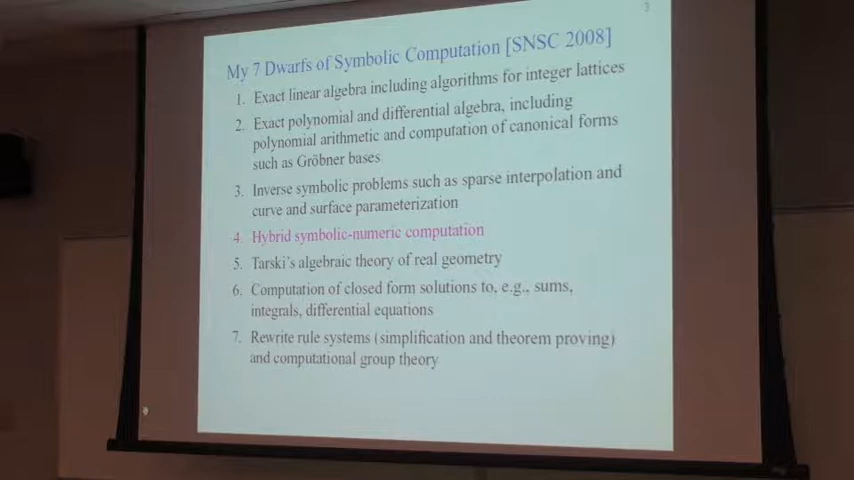 3
My 7 Dwarfs of Symbolic Computation [SNSC 2008]
1. Exact linear algebra including algorithms for integer lattices
2. Exact polynomial and differential algebra, including
polynomial arithmetic and computation of canonical forms
such as Gröbner bases
3. Inverse symbolic problems such as sparse interpolation and
curve and surface parameterization
4. Hybrid symbolic-numeric computation
5. Tarski's algebraic theory of real geometry
6. Computation of closed form solutions to, e.g., sums,
integrals, differential equations
7. Rewrite rule systems (simplification and theorem proving)
and computational group theory